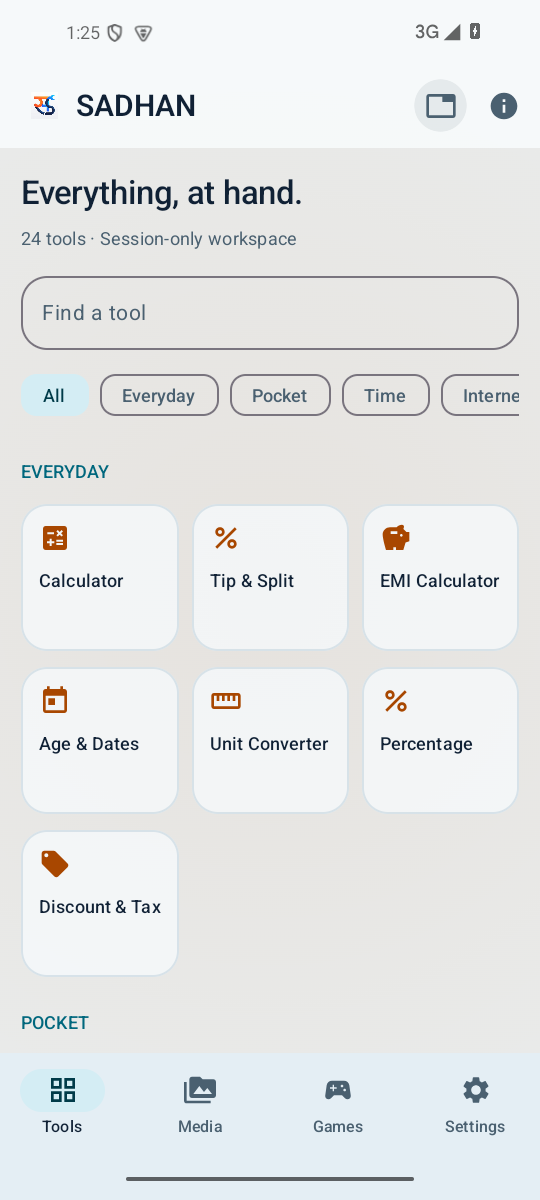 1:25
3G
SADHAN
Everything, at hand.
24 tools · Session-only workspace
Find a tool
All Everyday Pocket Time Interne
EVERYDAY
Calculator Tip & Split EMI Calculator
Age & Dates Unit Converter Percentage
Discount & Tax
POCKET
Tools Media Games Settings